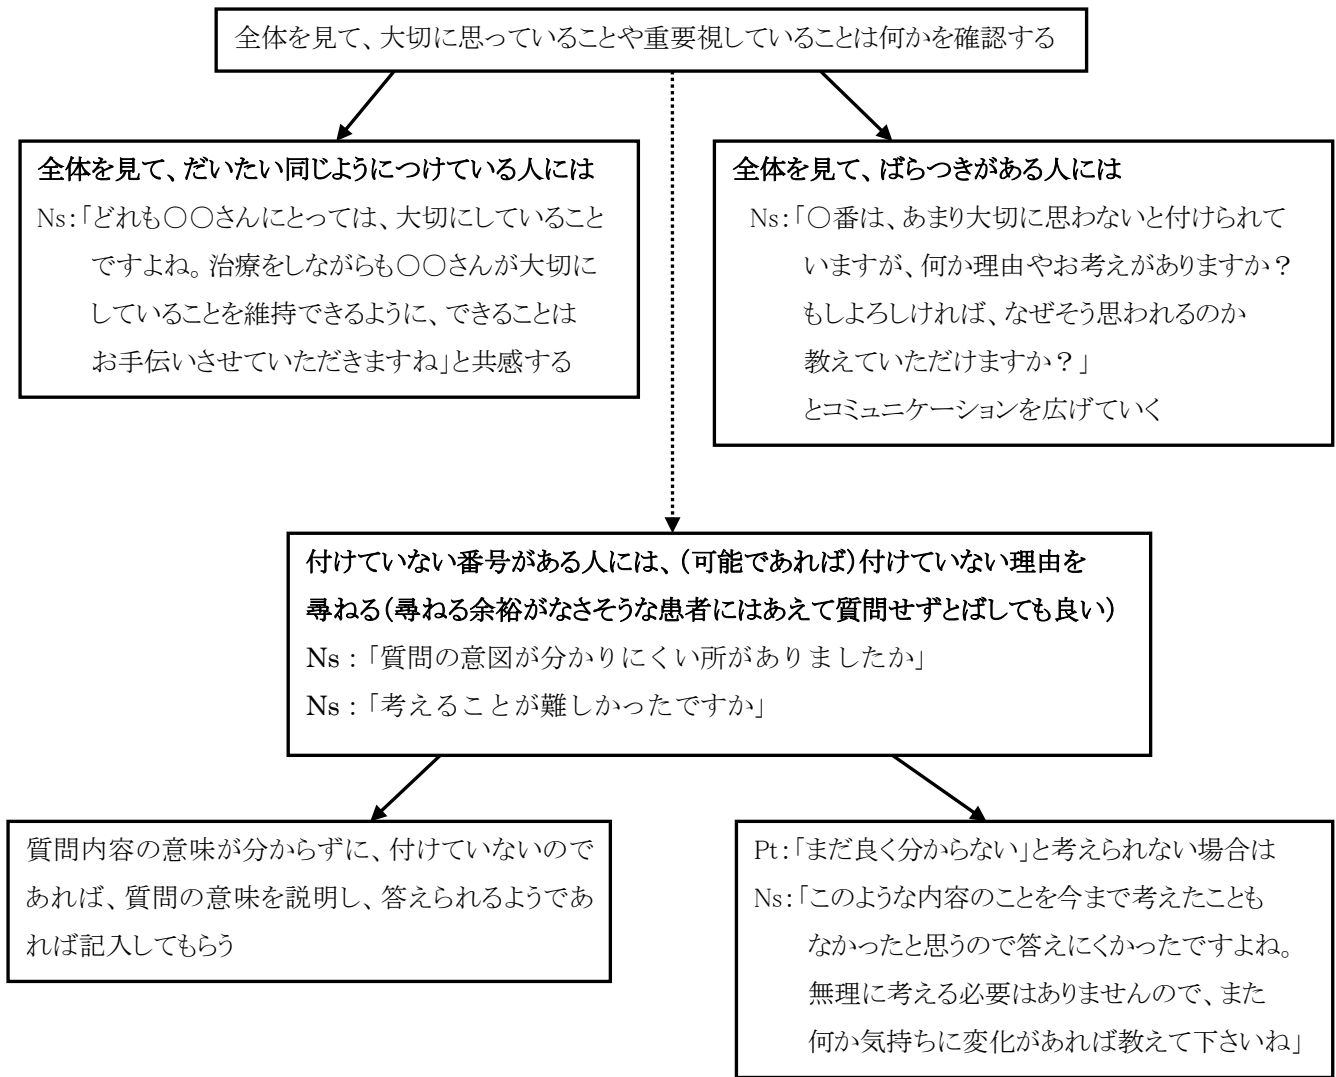 全体を見て、大切に思っていることや重要視していることは何かを確認する
全体を見て、だいたい同じようにつけている人には
Ns:「どれも〇〇さんにとっては、大切にしていること
ですよね。治療をしながらも〇〇さんが大切に
していることを維持できるように、できることは
お手伝いさせていただきますね」と共感する
全体を見て、ばらつきがある人には
Ns:「〇番は、あまり大切に思わないと付けられて
いますが、何か理由やお考えがありますか？
もしよろしければ、なぜそう思われるのか
教えていただけますか？」
とコミュニケーションを広げていく
付けていない番号がある人には、（可能であれば）付けていない理由を
尋ねる（尋ねる余裕がなさそうな患者にはあえて質問せずとばしても良い）
Ns：「質問の意図が分かりにくい所がありましたか」
Ns：「考えることが難しかったですか」
質問内容の意味が分からずに、付けていないので
あれば、質問の意味を説明し、答えられるようであ
れば記入してもらう
Pt:「まだ良く分からない」と考えられない場合は
Ns:「このような内容のことを今まで考えたことも
なかったと思うので答えにくかったですよね。
無理に考える必要はありませんので、また
何か気持ちに変化があれば教えて下さいね」